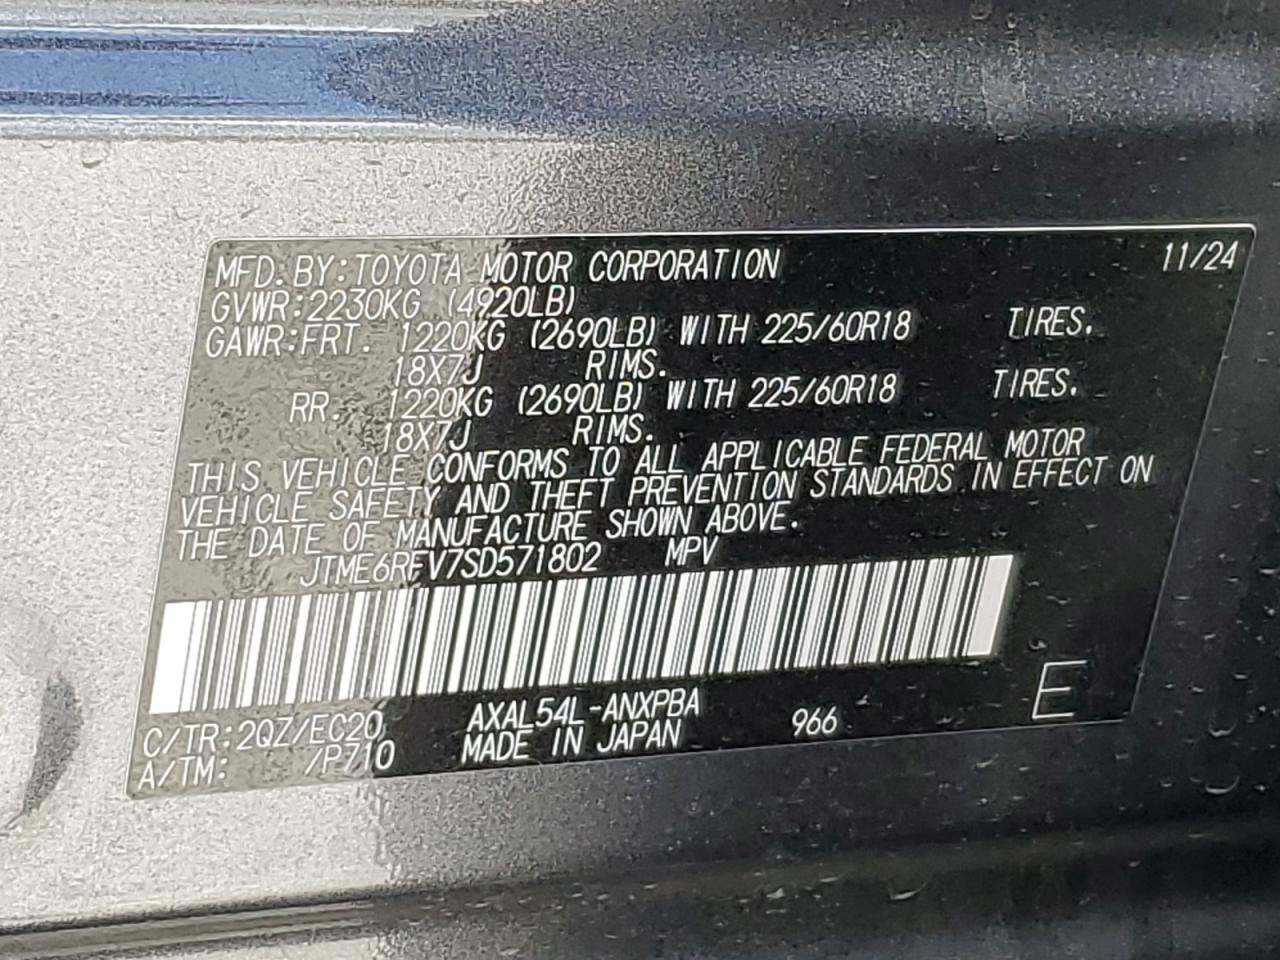 MFD. BY:TOYOTA MOTOR CORPORATION 11/24
GVWR:2230KG (4920LB)
GAWR:FRT. 1220KG (2690LB) WITH 225/60R18 TIRES.
18X7J RIMS.
RR. 1220KG (2690LB) WITH 225/60R18 TIRES.
18X7J RIMS.
THIS VEHICLE CONFORMS TO ALL APPLICABLE FEDERAL MOTOR
VEHICLE SAFETY AND THEFT PREVENTION STANDARDS IN EFFECT ON
THE DATE OF MANUFACTURE SHOWN ABOVE.
JTME6RFV7SD571802 MPV
C/TR:2QZ/EC20 AXAL54L-ANXPBA 966 E
A/TM: /P710 MADE IN JAPAN